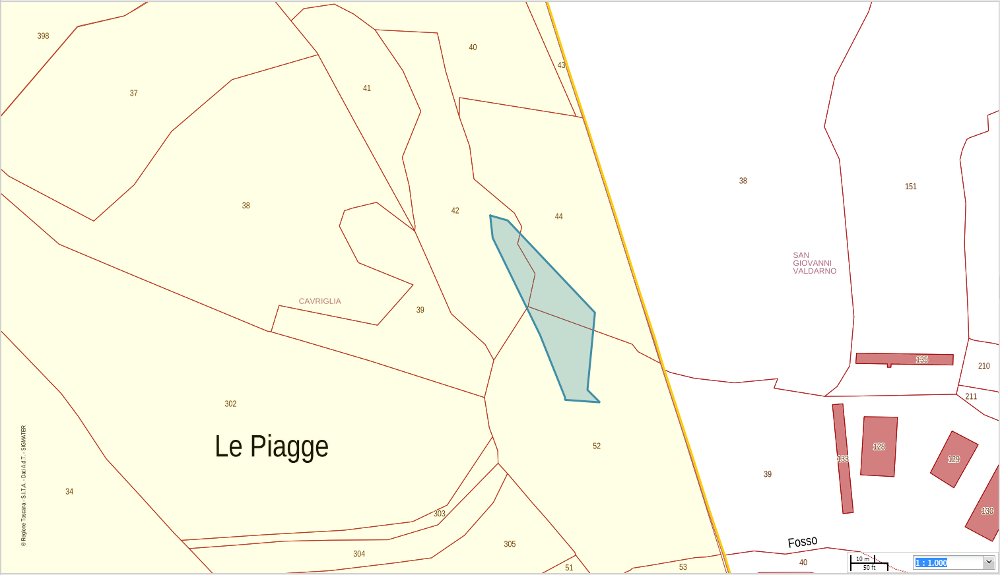 398
40
43
37
41
38
151
38
42
44
SAN
GIOVANNI
VALDARNO
CAVRIGLIA
39
135
210
211
302
Le Piagge
52
128
133
129
39
34
303
130
305
Fosso
304
51
53
40
10 m
50 ft
1 : 1.000
® Regione Toscana - S.I.T.A. - Dati A.d.T. - SIGMATER